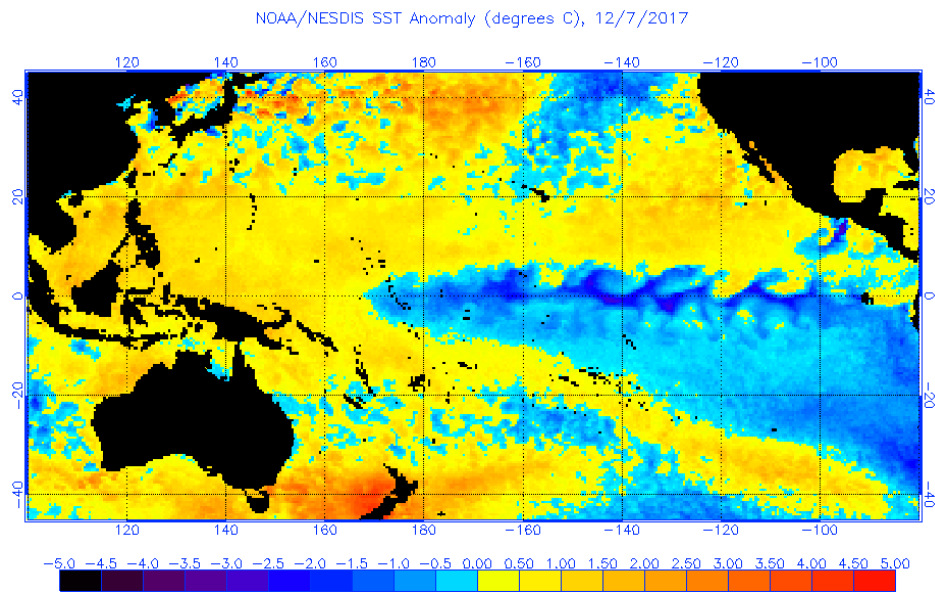 NOAA/NESDIS SST Anomaly (degrees C), 12/7/2017
120 140 160 180 -160 -140 -120 -100
40 40
20 20
0 0
-20 -20
-40 -40
120 140 160 180 -160 -140 -120 -100
-5.0 -4.5 -4.0 -3.5 -3.0 -2.5 -2.0 -1.5 -1.0 -0.5 0.00 0.50 1.00 1.50 2.00 2.50 3.00 3.50 4.00 4.50 5.00